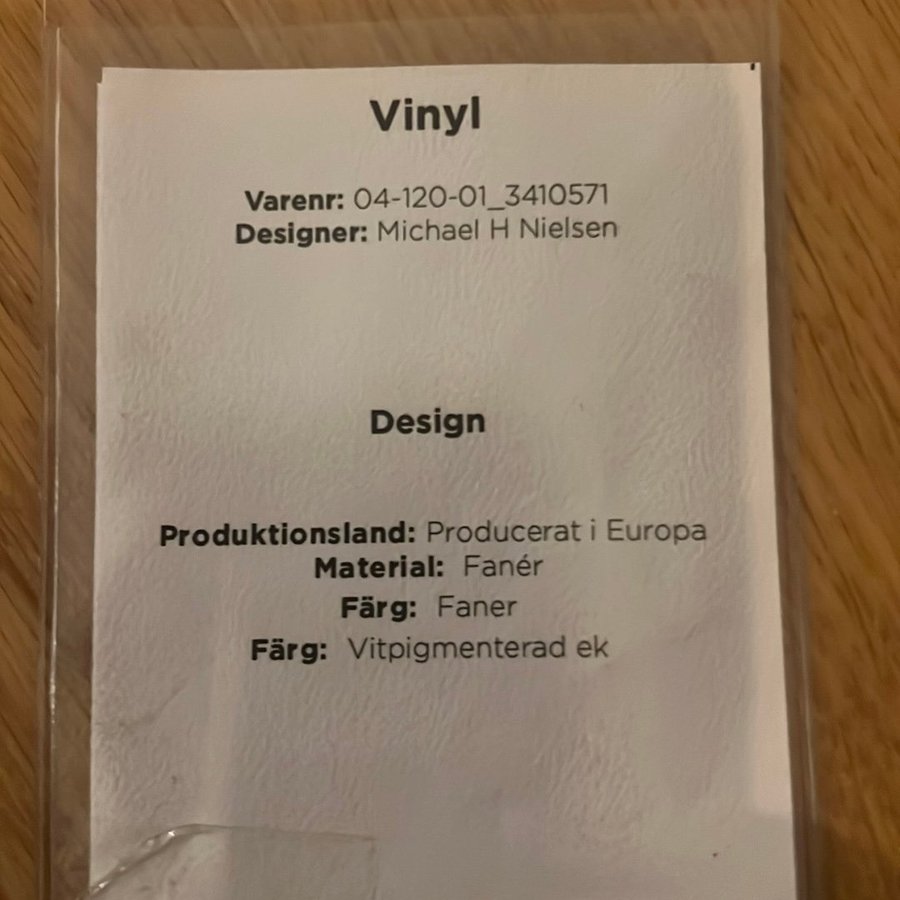 Vinyl
Varenr: 04-120-01_3410571
Designer: Michael H Nielsen
Design
Produktionsland: Producerat i Europa
Material: Fanér
Färg: Faner
Färg: Vitpigmenterad ek